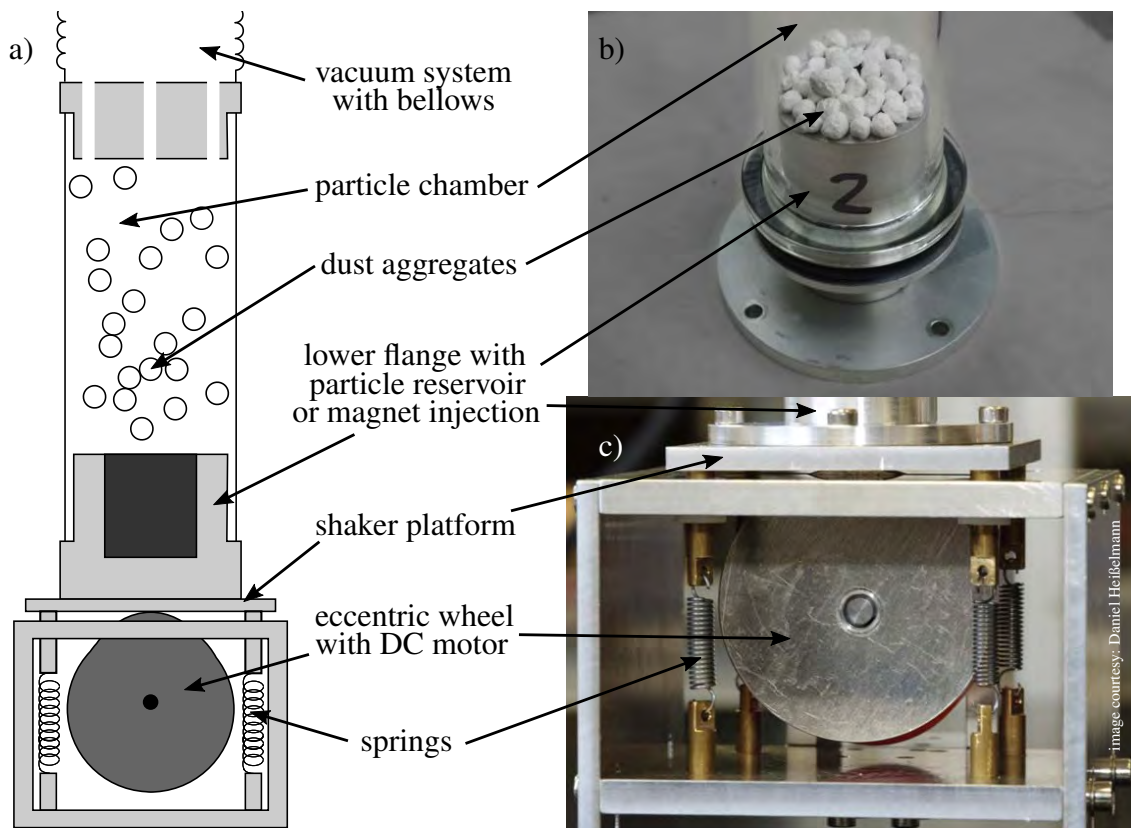 a)
vacuum system
with bellows
particle chamber
dust aggregates
lower flange with
particle reservoir
or magnet injection
shaker platform
eccentric wheel
with DC motor
springs
b)
2
c)
image courtesy: Daniel Heißelmann